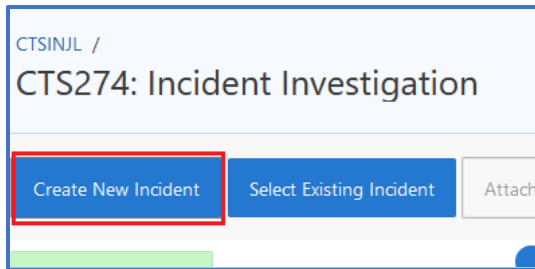 CTSINJL /
CTS274: Incident Investigation
Create New Incident Select Existing Incident Attach